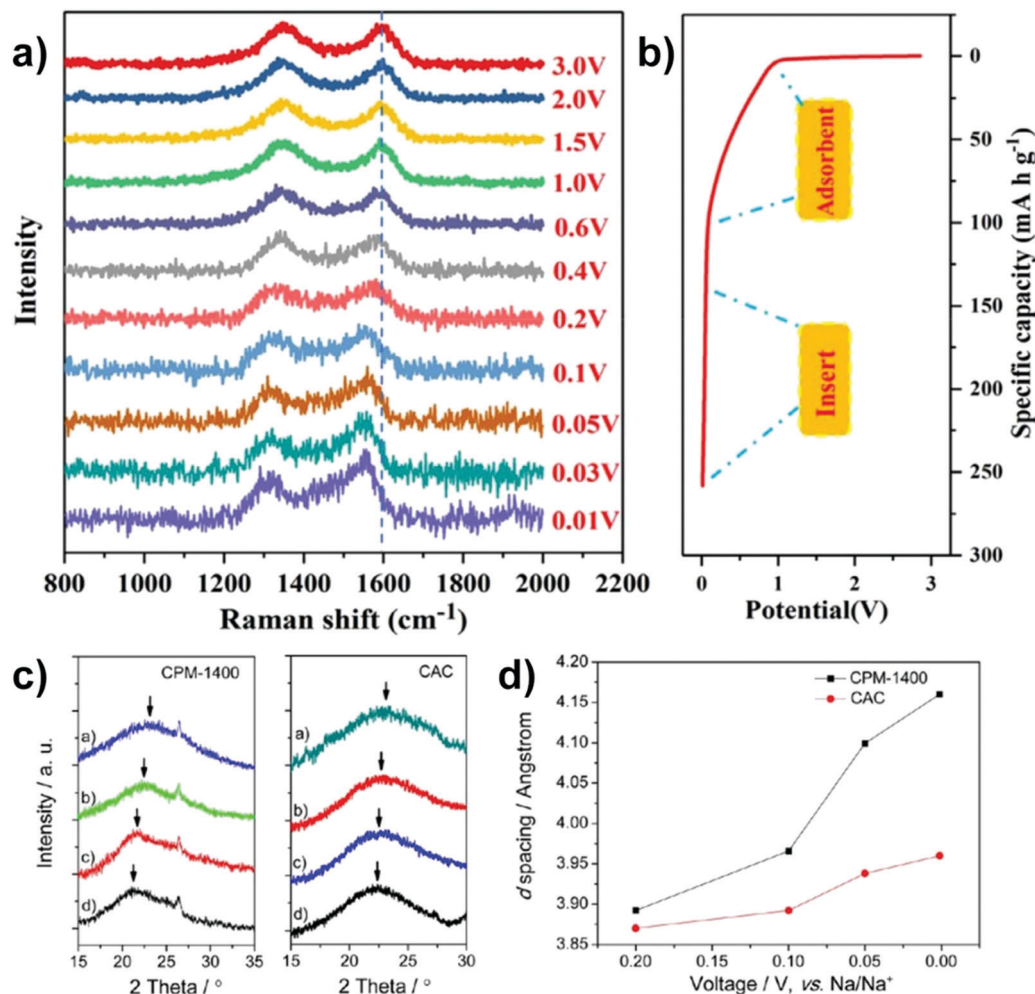 a)
3.0V
2.0V
1.5V
1.0V
0.6V
0.4V
0.2V
0.1V
0.05V
0.03V
0.01V
Intensity
800 1000 1200 1400 1600 1800 2000 2200
Raman shift (cm-1)
b)
Adsorbent
Insert
0
50
100
150
200
250
300
Specific capacity (mA h g-1)
0 1 2 3
Potential(V)
c)
CPM-1400
a)
b)
c)
d)
Intensity / a. u.
15 20 25 30 35
2 Theta / °
CAC
a)
b)
c)
d)
15 20 25 30
2 Theta / °
d)
CPM-1400
CAC
4.20
4.15
4.10
4.05
4.00
3.95
3.90
3.85
d spacing / Angstrom
0.20 0.15 0.10 0.05 0.00
Voltage / V, vs. Na/Na+